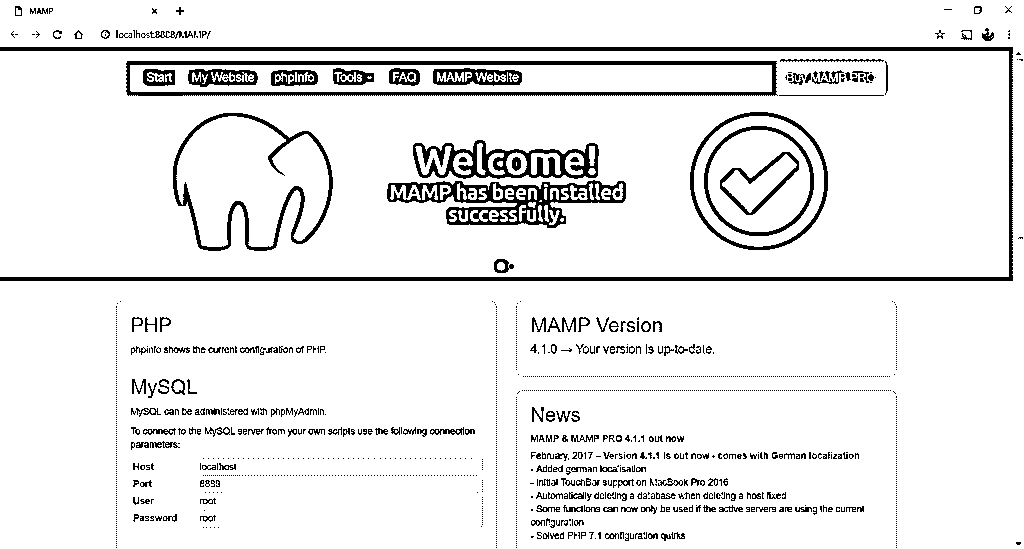 MAMP
localhost:8888/MAMP/
Start My Website phpInfo Tools FAQ MAMP Website Buy MAMP PRO
Welcome!
MAMP has been installed
successfully.
PHP
phpinfo shows the current configuration of PHP.
MySQL
MySQL can be administered with phpMyAdmin.
To connect to the MySQL server from your own scripts use the following connection
parameters:
Host localhost
Port 8889
User root
Password root
MAMP Version
4.1.0 → Your version is up-to-date.
News
MAMP & MAMP PRO 4.1.1 out now
February, 2017 – Version 4.1.1 is out now - comes with German localization
- Added german localisation
- Initial TouchBar support on MacBook Pro 2016
- Automatically deleting a database when deleting a host fixed
- Some functions can now only be used if the active servers are using the current
configuration
- Solved PHP 7.1 configuration quirks